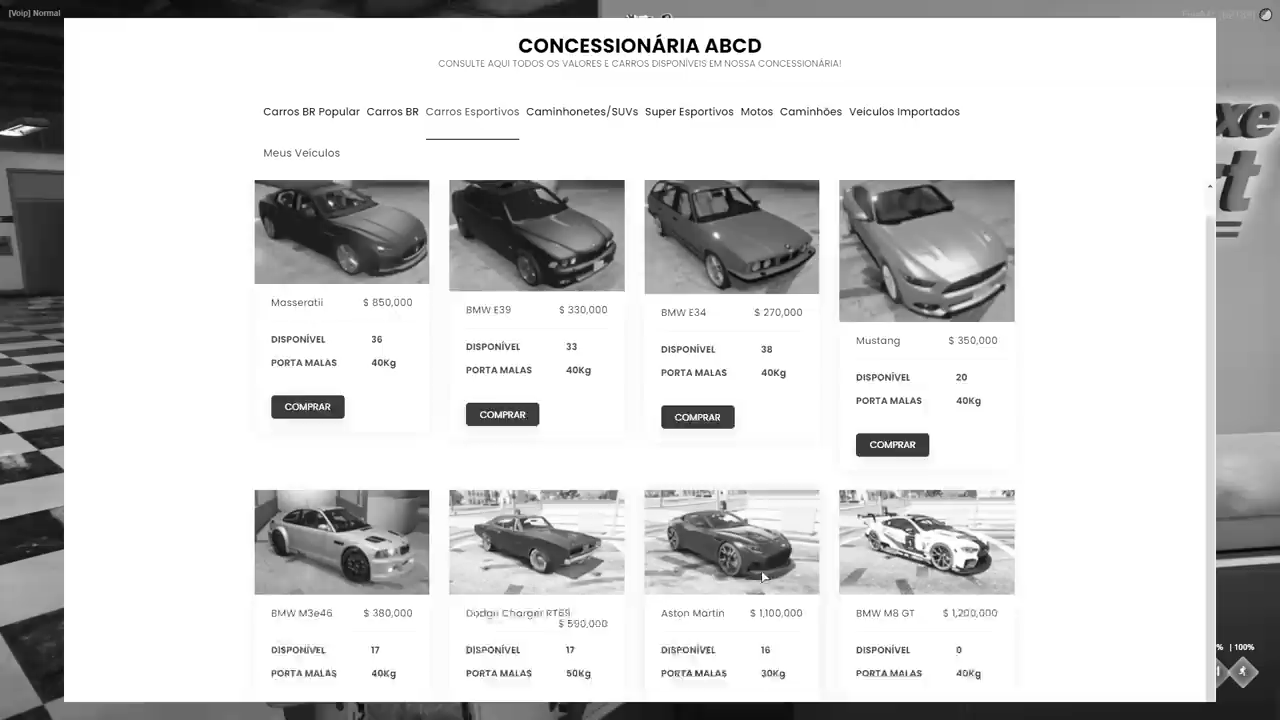 [Voip] Normal
CONCESSIONÁRIA ABCD
CONSULTE AQUI TODOS OS VALORES E CARROS DISPONÍVEIS EM NOSSA CONCESSIONÁRIA!
Carros BR Popular Carros BR Carros Esportivos Caminhonetes/SUVs Super Esportivos Motos Caminhões Veiculos Importados
Meus Veículos
Masseratii $ 850,000
DISPONÍVEL 36
PORTA MALAS 40Kg
COMPRAR
BMW E39 $ 330,000
DISPONÍVEL 33
PORTA MALAS 40Kg
COMPRAR
BMW E34 $ 270,000
DISPONÍVEL 38
PORTA MALAS 40Kg
COMPRAR
Mustang $ 350,000
DISPONÍVEL 20
PORTA MALAS 40Kg
COMPRAR
BMW M3e46 $ 380,000
DISPONÍVEL 17
PORTA MALAS 40Kg
Dodge Charger RT69
$ 590,000
DISPONÍVEL 17
PORTA MALAS 50Kg
Aston Martin $ 1,100,000
DISPONÍVEL 16
PORTA MALAS 30Kg
BMW M8 GT $ 1,200,000
DISPONÍVEL 0
PORTA MALAS 40Kg
| 100%